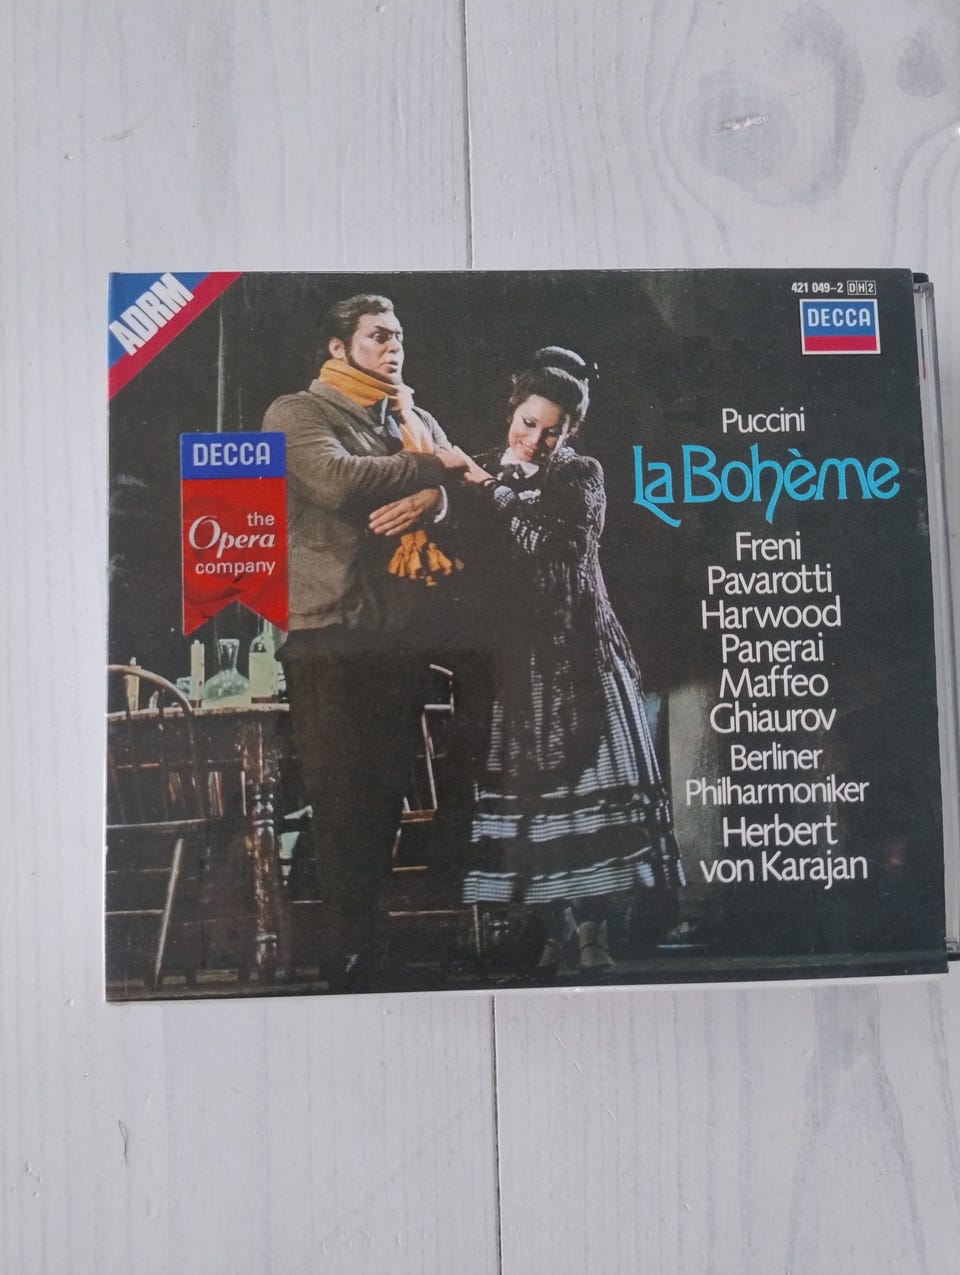 ADRM
421 049-2 DH2
DECCA
DECCA
the
Opera
company
Puccini
La Bohème
Freni
Pavarotti
Harwood
Panerai
Maffeo
Ghiaurov
Berliner
Philharmoniker
Herbert
von Karajan